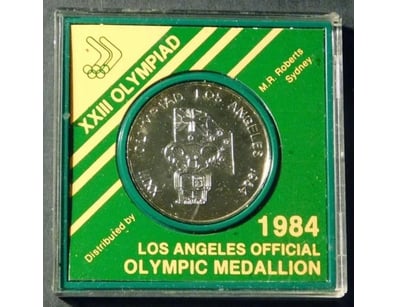 XXIII OLYMPIAD
M.R. Roberts
Sydney
XXIII OLYMPIAD LOS ANGELES 1984
Distributed by
1984
LOS ANGELES OFFICIAL
OLYMPIC MEDALLION